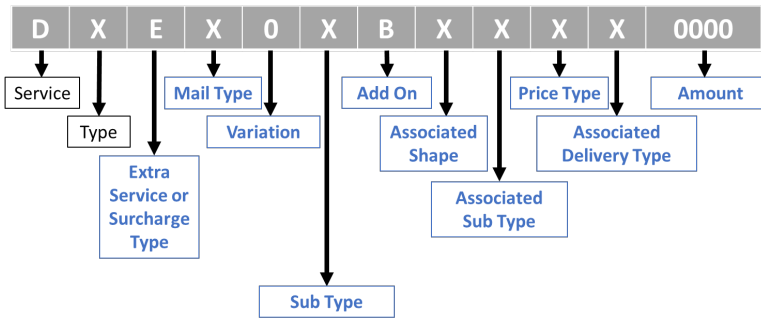 D X E X 0 X B X X X X 0000
Service
Mail Type
Add On
Price Type
Amount
Type
Variation
Associated
Shape
Associated
Delivery Type
Extra
Service or
Surcharge
Type
Associated
Sub Type
Sub Type